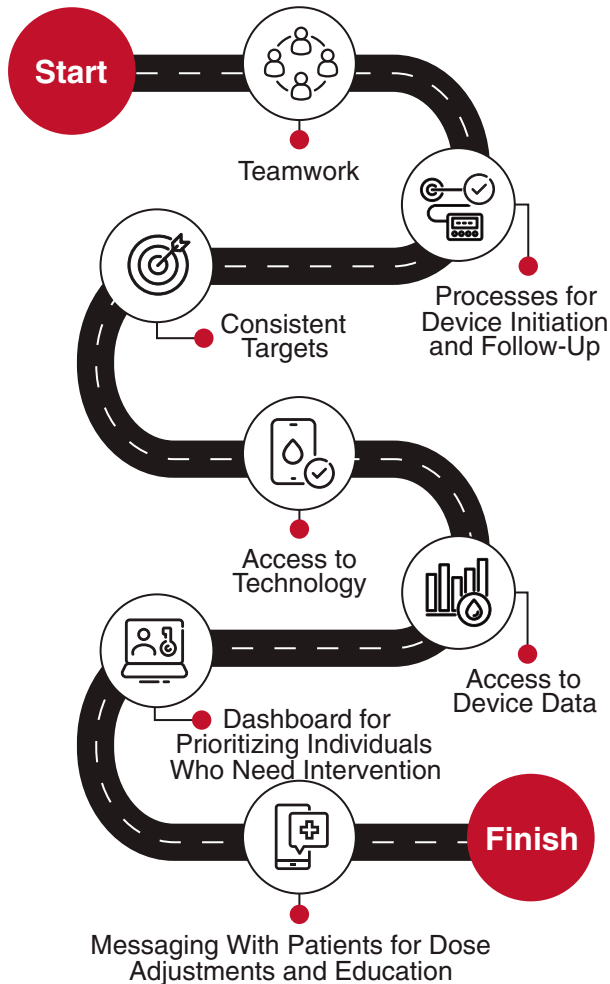 Start
Teamwork
Processes for
Device Initiation
and Follow-Up
Consistent
Targets
Access to
Technology
Access to
Device Data
Dashboard for
Prioritizing Individuals
Who Need Intervention
Finish
Messaging With Patients for Dose
Adjustments and Education